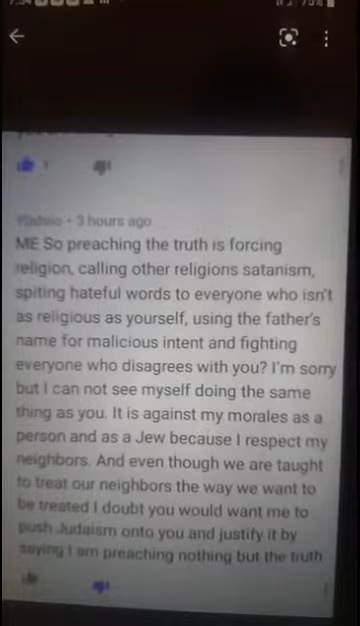 3 hours ago
ME So preaching the truth is forcing
religion, calling other religions satanism,
spiting hateful words to everyone who isn't
as religious as yourself, using the father's
name for malicious intent and fighting
everyone who disagrees with you? I'm sorry
but I can not see myself doing the same
thing as you. It is against my morales as a
person and as a Jew because I respect my
neighbors. And even though we are taught
to treat our neighbors the way we want to
be treated I doubt you would want me to
push Judaism onto you and justify it by
saying I am preaching nothing but the truth